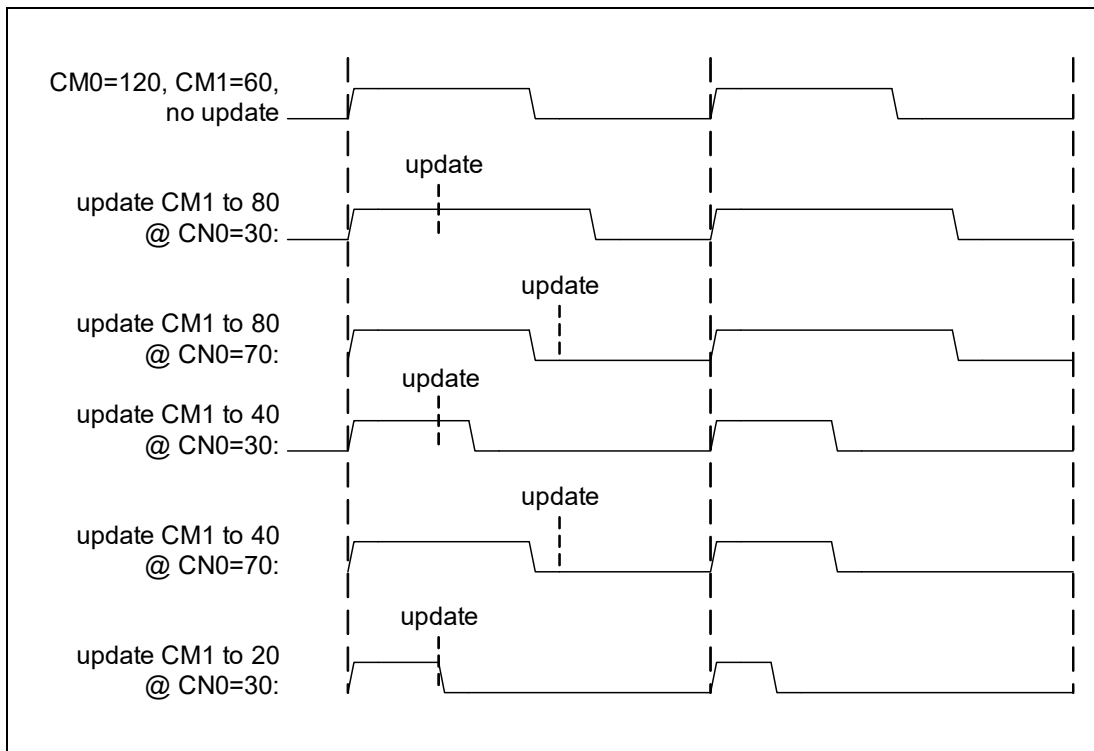 CM0=120, CM1=60,
no update
update
update CM1 to 80
@ CN0=30:
update
update CM1 to 80
@ CN0=70:
update
update CM1 to 40
@ CN0=30:
update
update CM1 to 40
@ CN0=70:
update
update CM1 to 20
@ CN0=30: